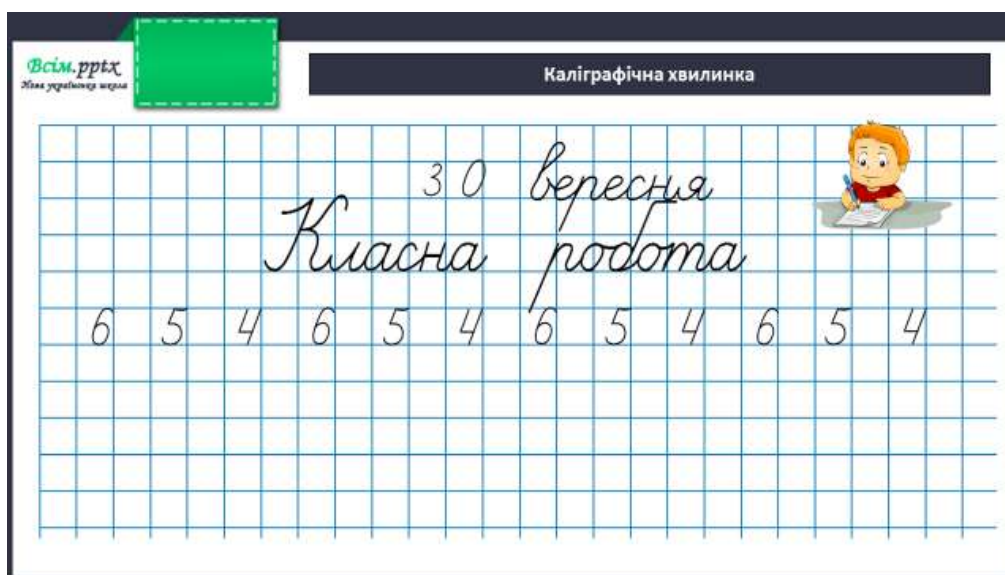 Всім.pptx
Нова українська школа
Каліграфічна хвилинка
30 вересня
Класна робота
6 5 4 6 5 4 6 5 4 6 5 4